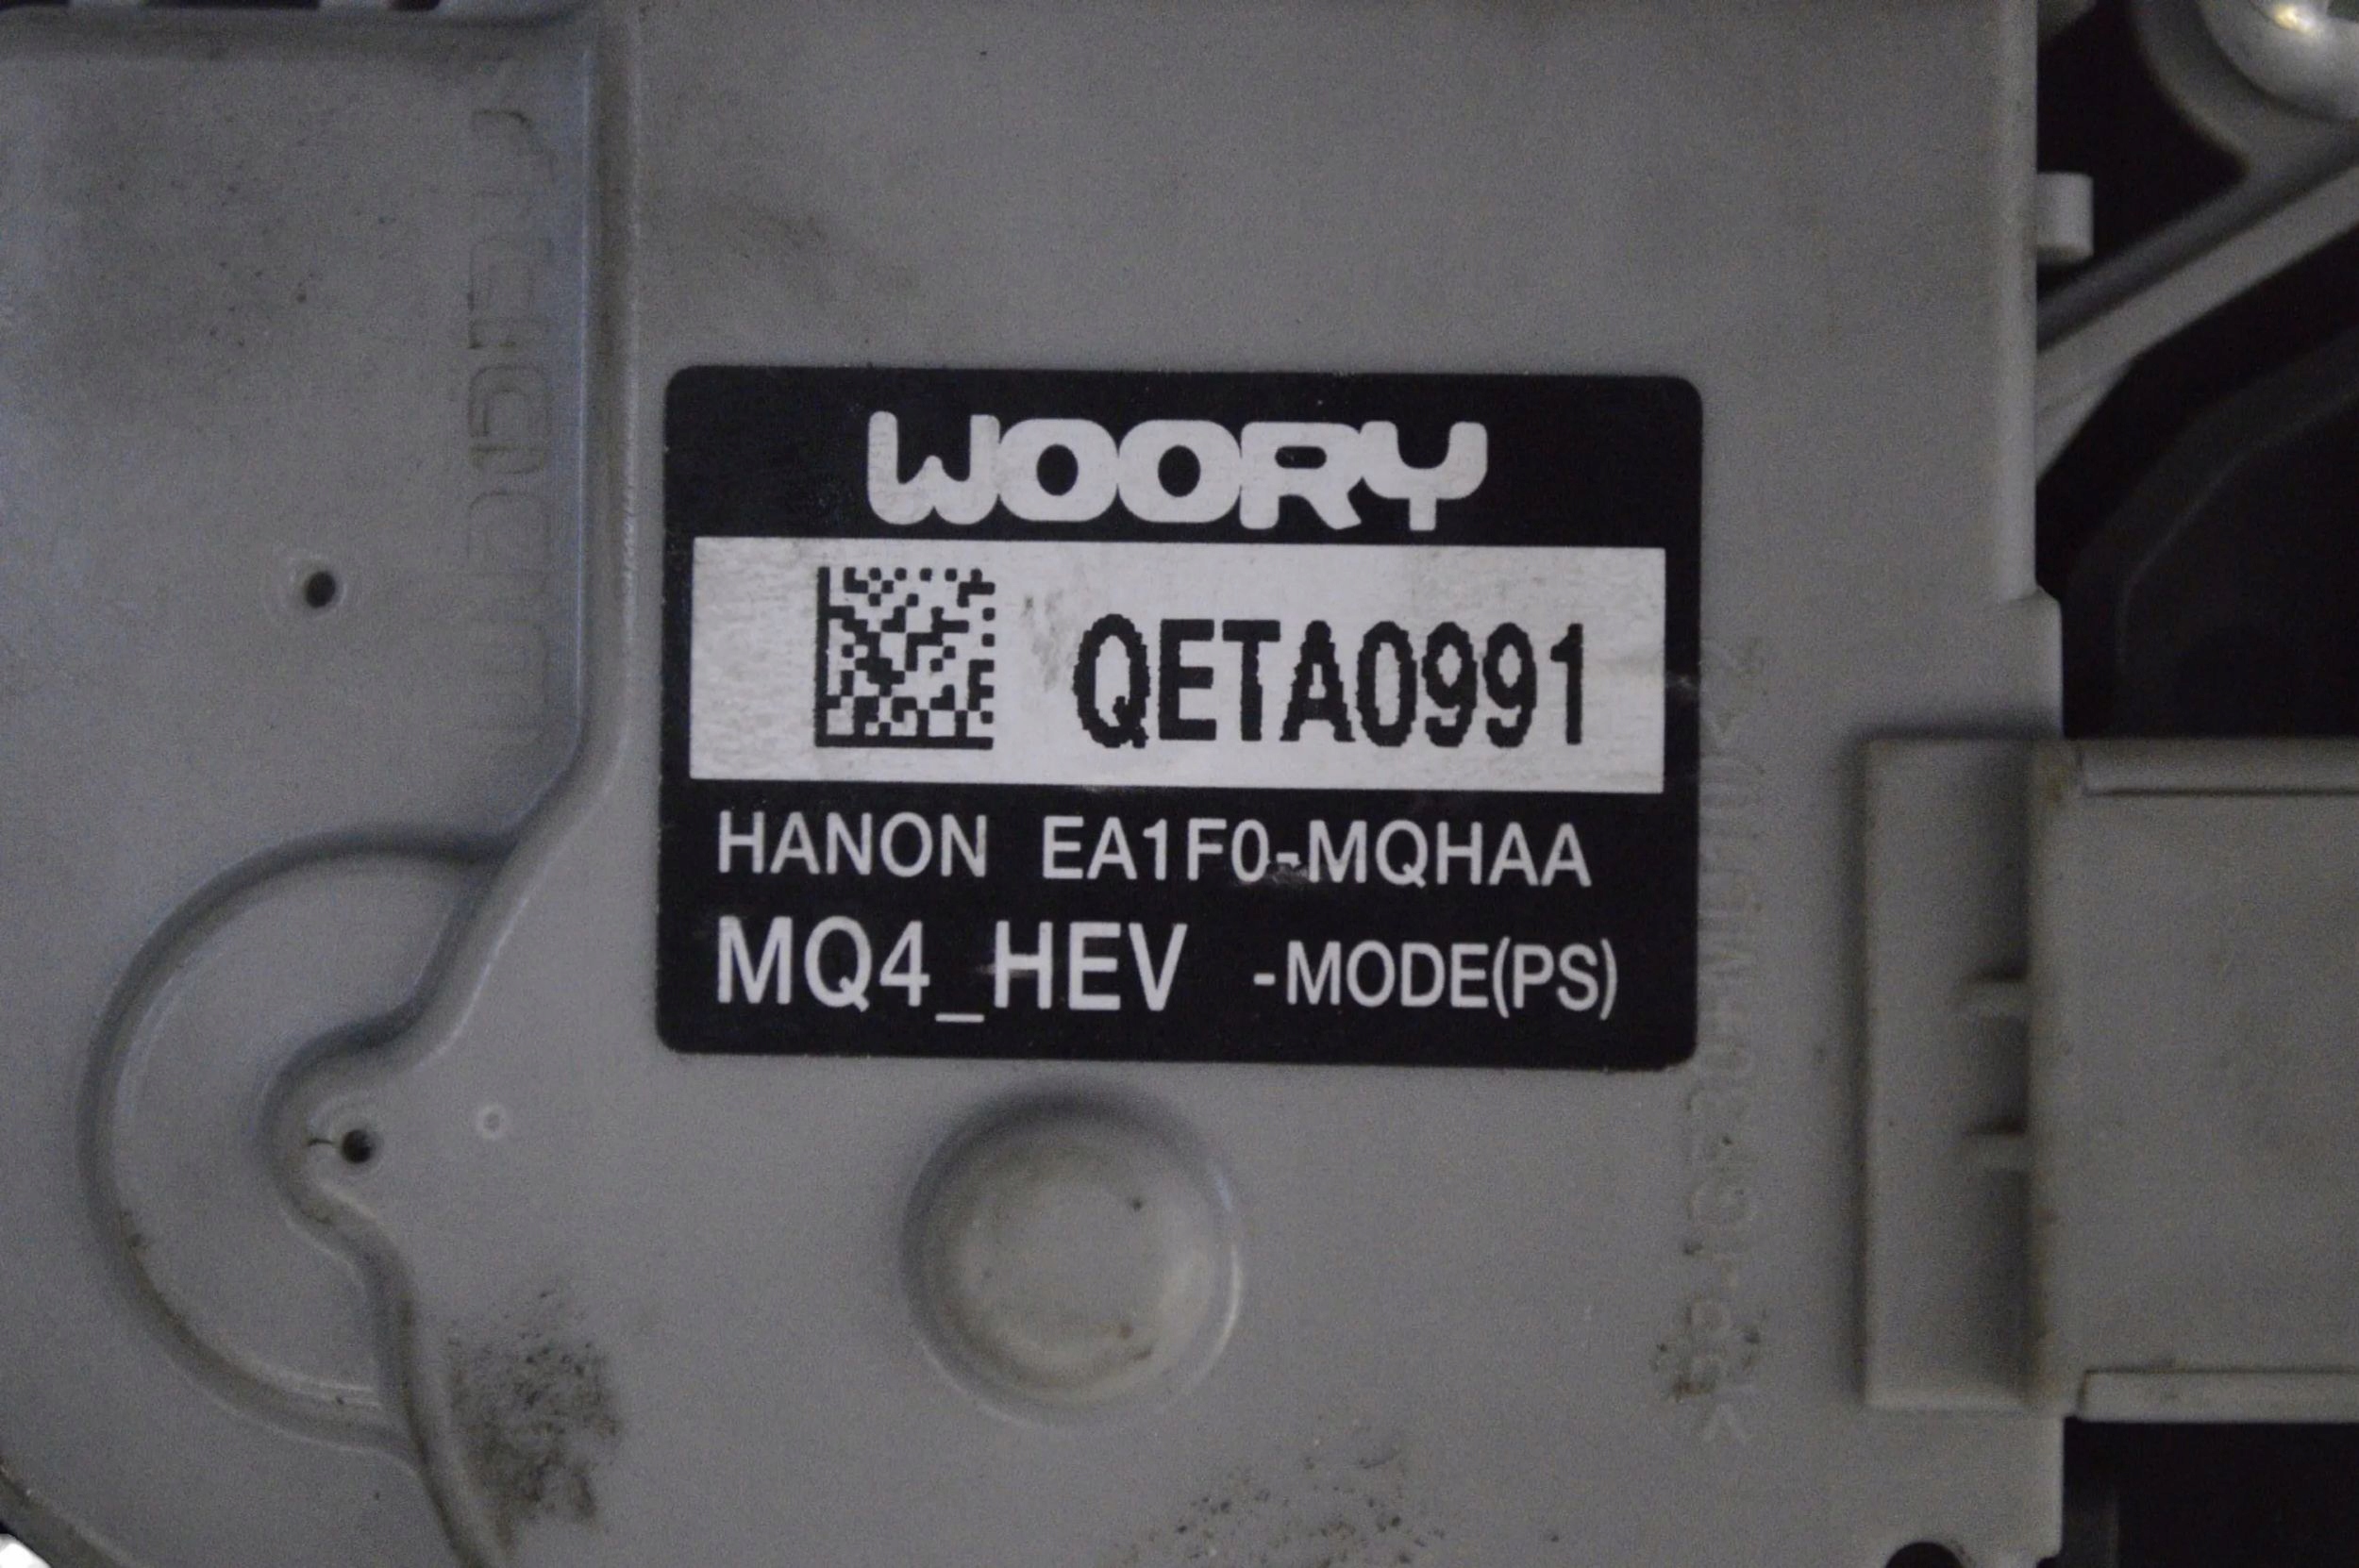 WOORY
QETA0991
HANON EA1F0-MQHAA
MQ4_HEV -MODE(PS)